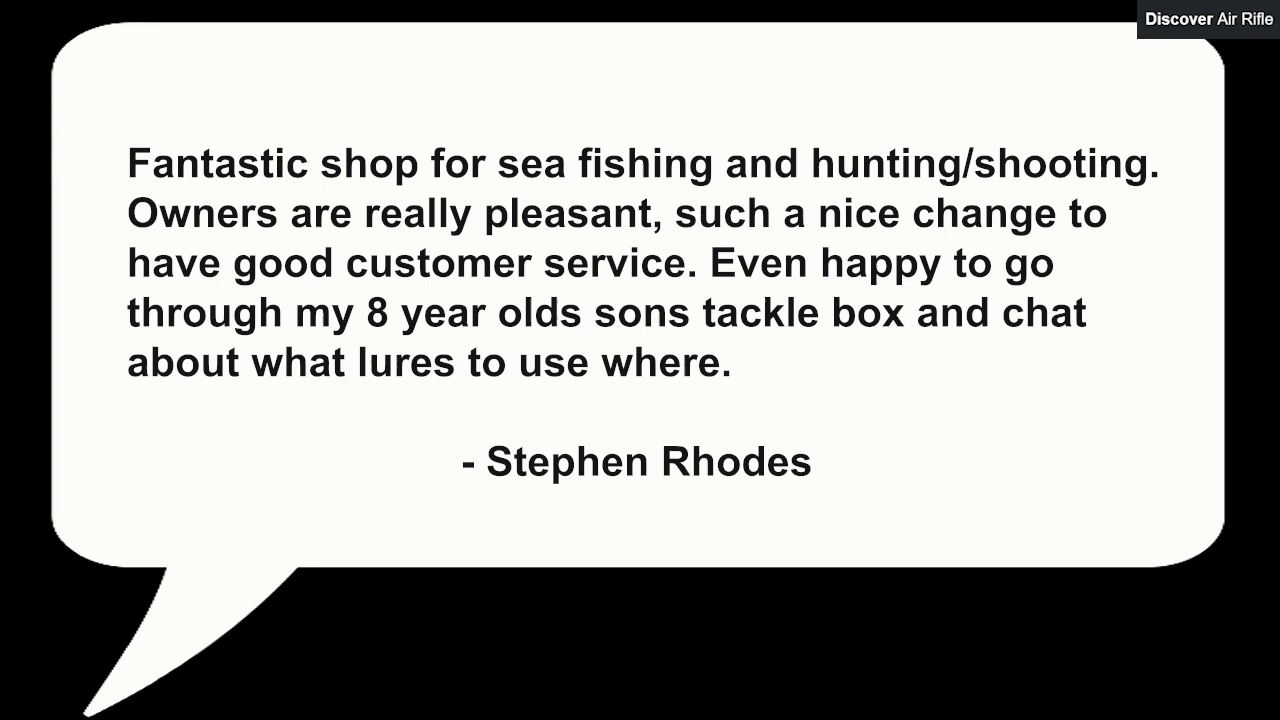 Discover Air Rifle
Fantastic shop for sea fishing and hunting/shooting.
Owners are really pleasant, such a nice change to
have good customer service. Even happy to go
through my 8 year olds sons tackle box and chat
about what lures to use where.
- Stephen Rhodes